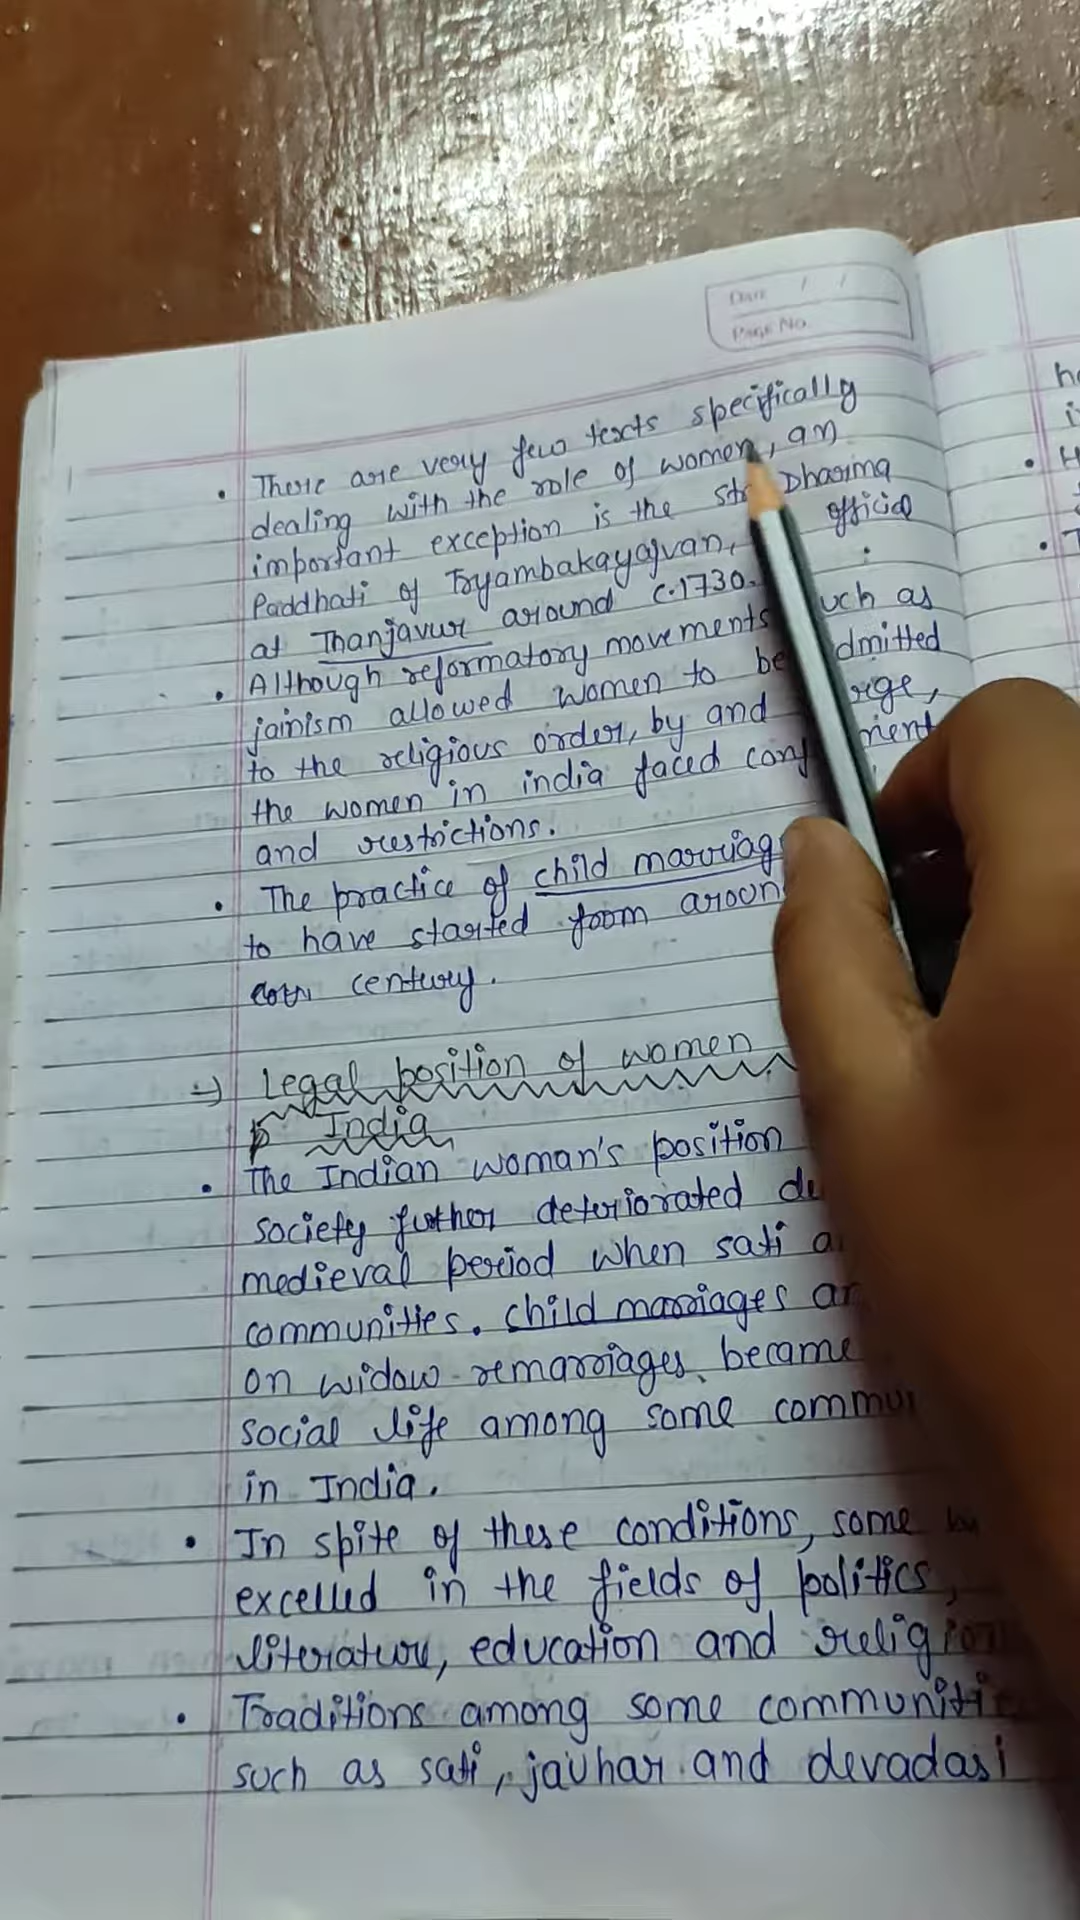 Date / /
Page No.
• There are very few texts specifically
dealing with the role of women, an
important exception is the Dharma
Paddhati of Tryambakayajvan, official
at Thanjavur around c.1730.
• Although reformatory movements such as
jainism allowed women to be admitted
to the religious order, by and large,
the women in india faced confinement
and restrictions.
• The practice of child marriage
to have started from around
century.
→ Legal position of women
India
• The Indian woman's position
society further deteriorated
medieval period when sati
communities. child marriages
on widow remarriages became
social life among some
in India.
• In spite of these conditions, some
excelled in the fields of politics,
literature, education and religion
• Traditions among some communitie
such as sati, jauhar and devadasi